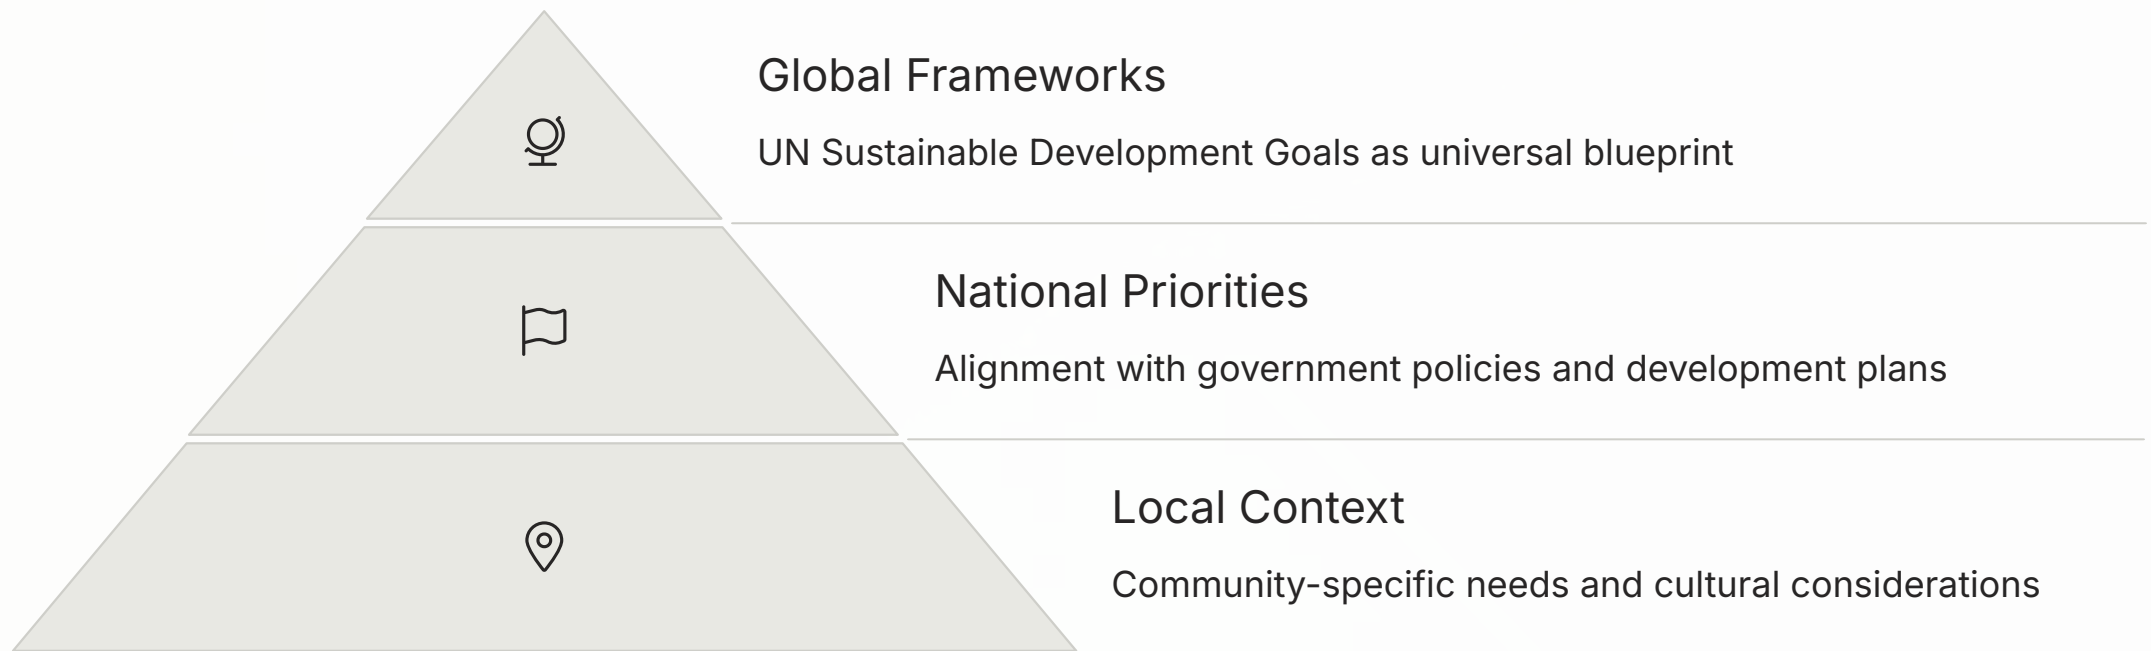 Global Frameworks
UN Sustainable Development Goals as universal blueprint
National Priorities
Alignment with government policies and development plans
Local Context
Community-specific needs and cultural considerations